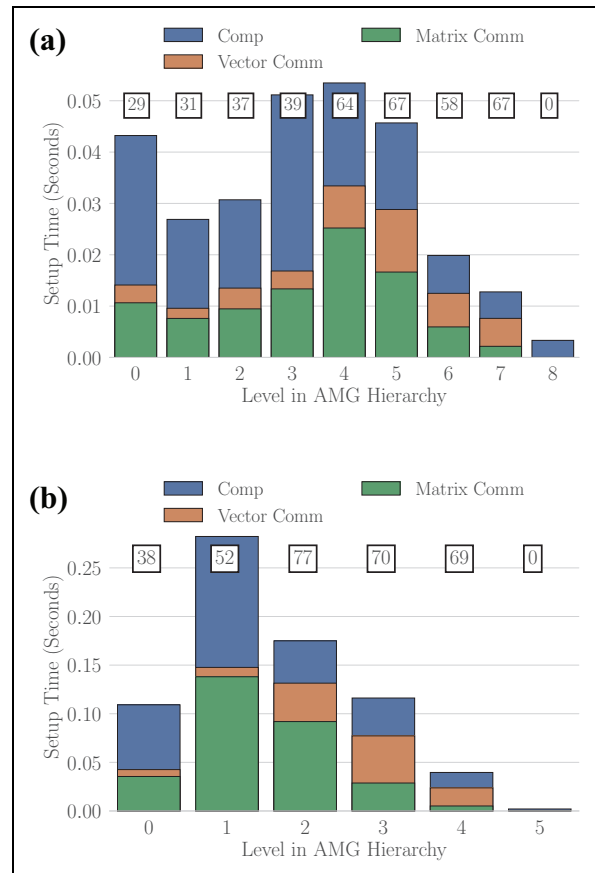 (a)
Comp Matrix Comm
Vector Comm
29 31 37 39 64 67 58 67 0
0.05
0.04
0.03
0.02
0.01
0.00
Setup Time (Seconds)
0 1 2 3 4 5 6 7 8
Level in AMG Hierarchy
(b)
Comp Matrix Comm
Vector Comm
38 52 77 70 69 0
0.25
0.20
0.15
0.10
0.05
0.00
Setup Time (Seconds)
0 1 2 3 4 5
Level in AMG Hierarchy